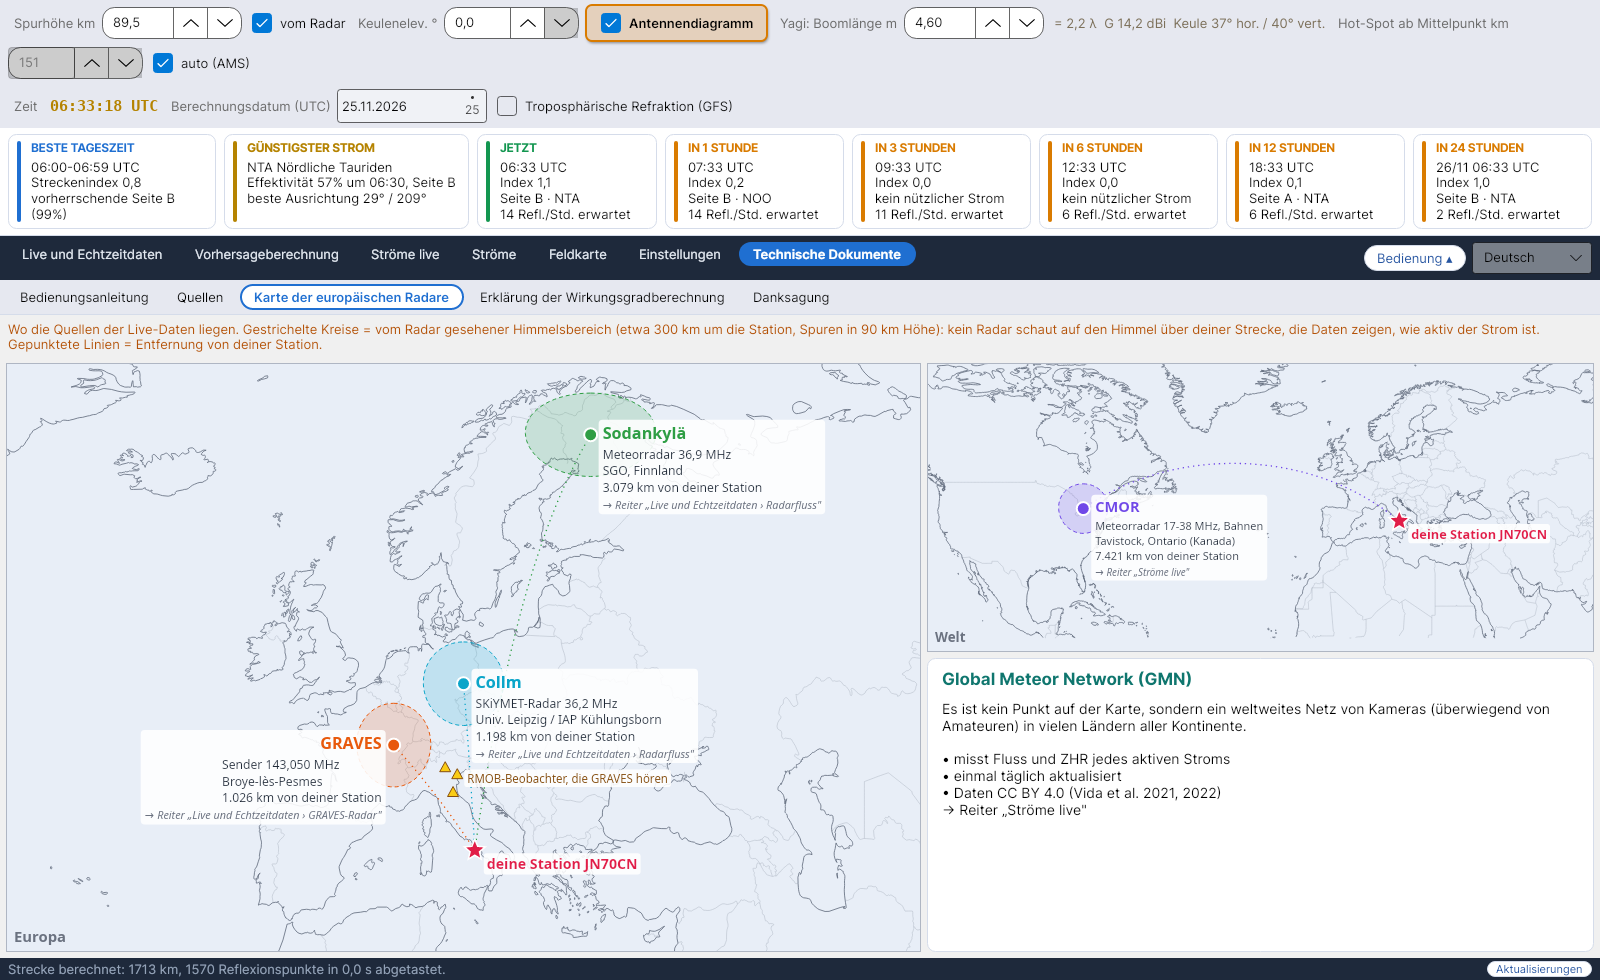 Spurhöhe km 89,5 vom Radar Keulenelev. ° 0,0 Antennendiagramm Yagi: Boomlänge m 4,60 = 2,2 λ G 14,2 dBi Keule 37° hor. / 40° vert. Hot-Spot ab Mittelpunkt km
151 auto (AMS)
Zeit 06:33:18 UTC Berechnungsdatum (UTC) 25.11.2026 25 Troposphärische Refraktion (GFS)
BESTE TAGESZEIT
06:00-06:59 UTC
Streckenindex 0,8
vorherrschende Seite B
(99%)
GÜNSTIGSTER STROM
NTA Nördliche Tauriden
Effektivität 57% um 06:30, Seite B
beste Ausrichtung 29° / 209°
JETZT
06:33 UTC
Index 1,1
Seite B · NTA
14 Refl./Std. erwartet
IN 1 STUNDE
07:33 UTC
Index 0,2
Seite B · NOO
14 Refl./Std. erwartet
IN 3 STUNDEN
09:33 UTC
Index 0,0
kein nützlicher Strom
11 Refl./Std. erwartet
IN 6 STUNDEN
12:33 UTC
Index 0,0
kein nützlicher Strom
6 Refl./Std. erwartet
IN 12 STUNDEN
18:33 UTC
Index 0,1
Seite A · NTA
6 Refl./Std. erwartet
IN 24 STUNDEN
26/11 06:33 UTC
Index 1,0
Seite B · NTA
2 Refl./Std. erwartet
Live und Echtzeitdaten Vorhersageberechnung Ströme live Ströme Feldkarte Einstellungen Technische Dokumente Bedienung ▴ Deutsch
Bedienungsanleitung Quellen Karte der europäischen Radare Erklärung der Wirkungsgradberechnung Danksagung
Wo die Quellen der Live-Daten liegen. Gestrichelte Kreise = vom Radar gesehener Himmelsbereich (etwa 300 km um die Station, Spuren in 90 km Höhe): kein Radar schaut auf den Himmel über deiner Strecke, die Daten zeigen, wie aktiv der Strom ist.
Gepunktete Linien = Entfernung von deiner Station.
Sodankylä
Meteorradar 36,9 MHz
SGO, Finnland
3.079 km von deiner Station
→ Reiter „Live und Echtzeitdaten › Radarfluss"
Collm
SKiYMET-Radar 36,2 MHz
Univ. Leipzig / IAP Kühlungsborn
1.198 km von deiner Station
→ Reiter „Live und Echtzeitdaten › Radarfluss"
GRAVES
Sender 143,050 MHz
Broye-lès-Pesmes
1.026 km von deiner Station
→ Reiter „Live und Echtzeitdaten › GRAVES-Radar"
RMOB-Beobachter, die GRAVES hören
deine Station JN70CN
Europa
CMOR
Meteorradar 17-38 MHz, Bahnen
Tavistock, Ontario (Kanada)
7.421 km von deiner Station
→ Reiter „Ströme live"
deine Station JN70CN
Welt
Global Meteor Network (GMN)
Es ist kein Punkt auf der Karte, sondern ein weltweites Netz von Kameras (überwiegend von
Amateuren) in vielen Ländern aller Kontinente.
• misst Fluss und ZHR jedes aktiven Stroms
• einmal täglich aktualisiert
• Daten CC BY 4.0 (Vida et al. 2021, 2022)
→ Reiter „Ströme live"
Strecke berechnet: 1713 km, 1570 Reflexionspunkte in 0,0 s abgetastet. Aktualisierungen